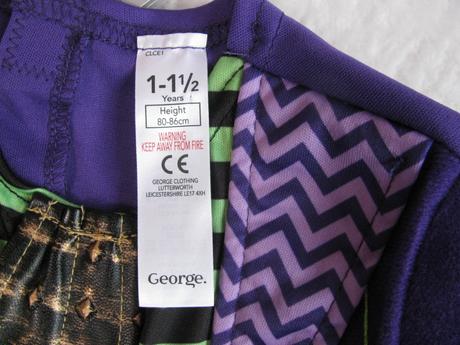 CLCE1
1-1½
Years
Height
80-86cm
WARNING
KEEP AWAY FROM FIRE
CE
GEORGE CLOTHING
LUTTERWORTH
LEICESTERSHIRE LE17 4XH
George.